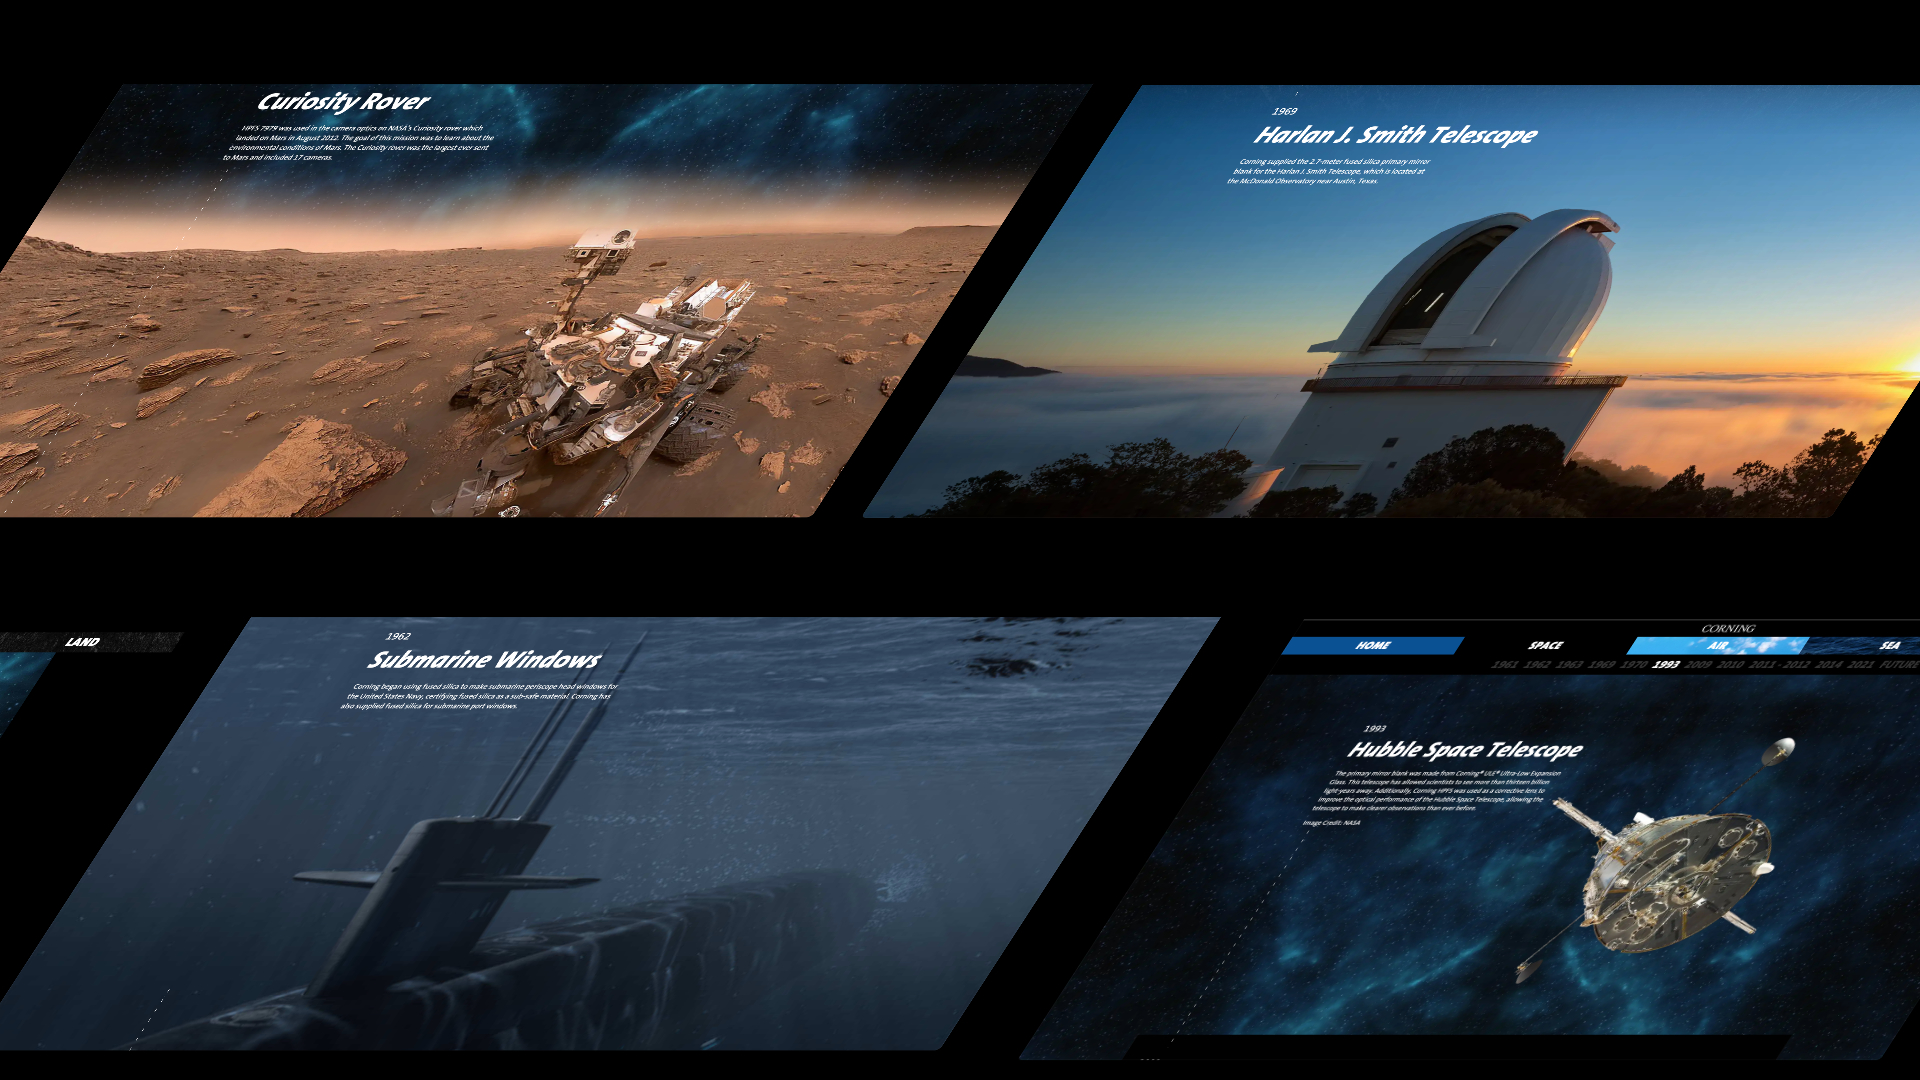 Curiosity Rover
HPFS 7979 was used in the camera optics on NASA's Curiosity rover which
landed on Mars in August 2012. The goal of this mission was to learn about the
environmental conditions of Mars. The Curiosity rover was the largest ever sent
to Mars and included 17 cameras.
1969
Harlan J. Smith Telescope
Corning supplied the 2.7-meter fused silica primary mirror
blank for the Harlan J. Smith Telescope, which is located at
the McDonald Observatory near Austin, Texas.
LAND
1962
Submarine Windows
Corning began using fused silica to make submarine periscope head windows for
the United States Navy, certifying fused silica as a sub-safe material. Corning has
also supplied fused silica for submarine port windows.
CORNING
HOME SPACE AIR SEA
1961 1962 1963 1969 1970 1993 2009 2010 2011 - 2012 2014 2021 FUTURE
1993
Hubble Space Telescope
The primary mirror blank was made from Corning® ULE® Ultra-Low Expansion
Glass. This telescope has allowed scientists to see more than thirteen billion
light-years away. Additionally, Corning HPFS was used as a corrective lens to
improve the optical performance of the Hubble Space Telescope, allowing the
telescope to make clearer observations than ever before.
Image Credit: NASA